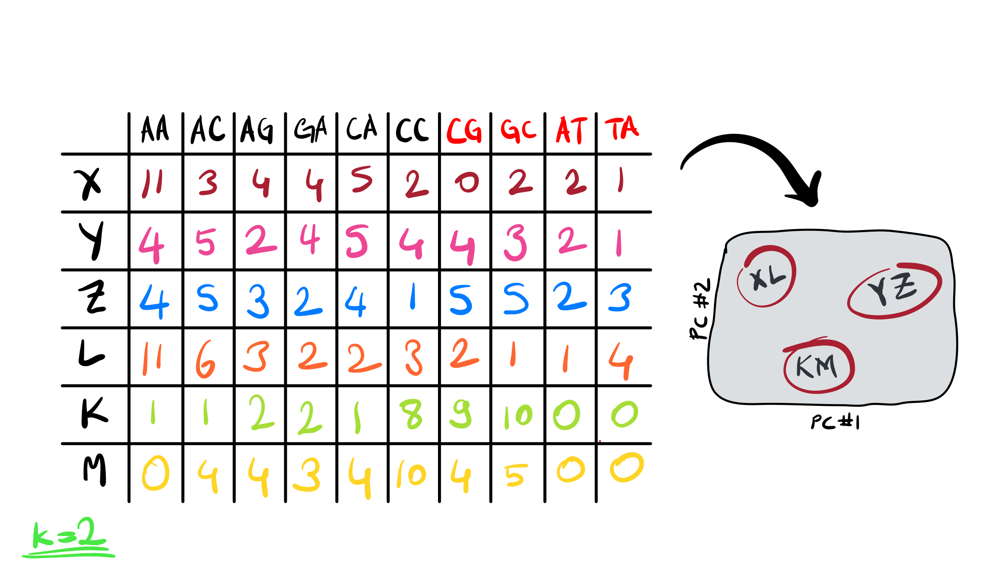 AA AC AG GA CA CC CG GC AT TA
X 11 3 4 4 5 2 0 2 2 1
Y 4 5 2 4 5 4 4 3 2 1
Z 4 5 3 2 4 1 5 5 2 3
L 11 6 3 2 2 3 2 1 1 4
K 1 1 2 2 1 8 9 10 0 0
M 0 4 4 3 4 10 4 5 0 0
k=2
XL
YZ
KM
PC #2
PC #1